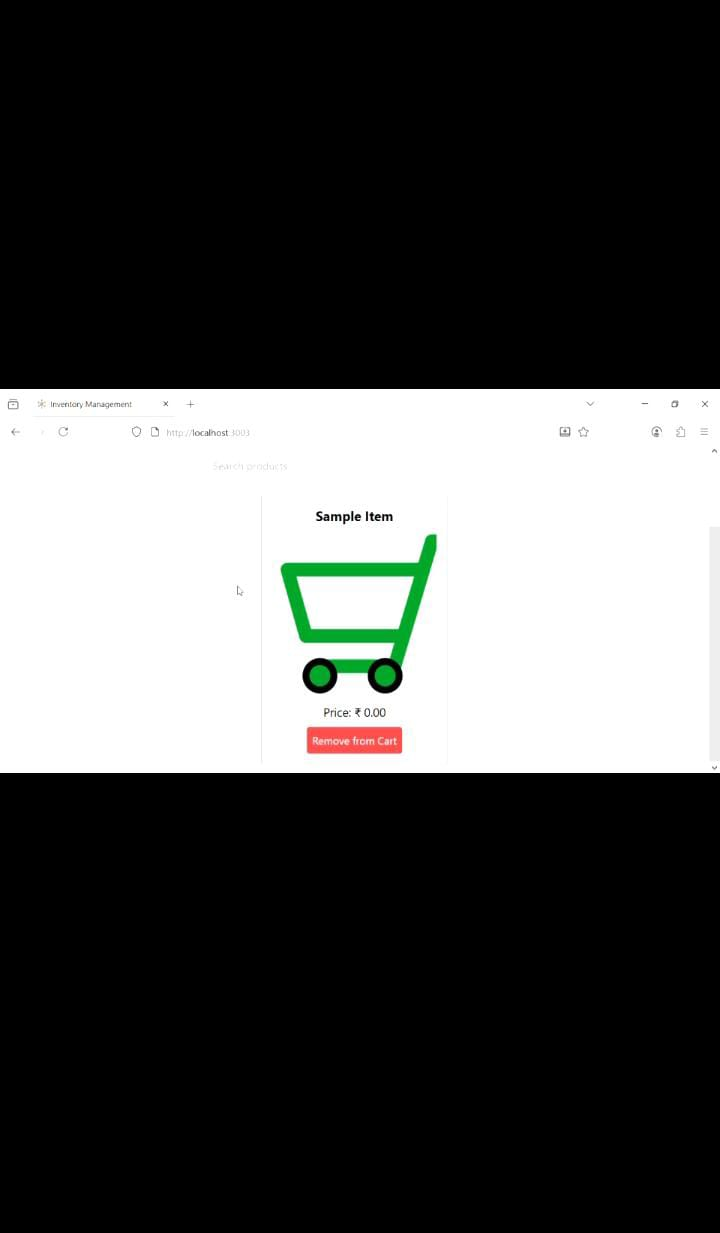 Inventory Management
http://localhost:3003
Search products
Sample Item
Price: ₹ 0.00
Remove from Cart